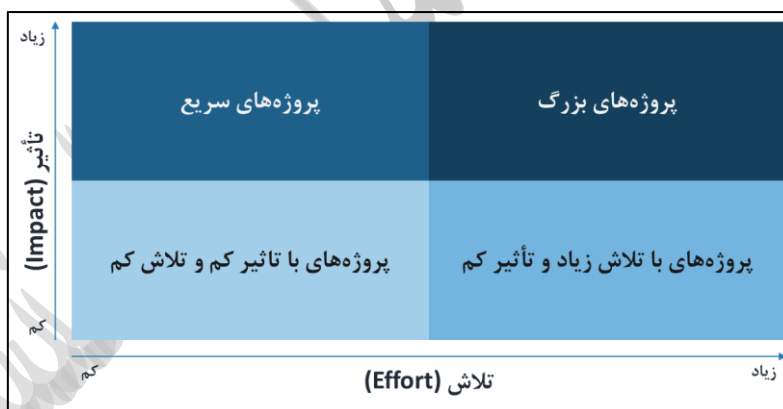 زیاد
پروژه‌های سریع
پروژه‌های بزرگ
تأثیر (Impact)
پروژه‌های با تاثیر کم و تلاش کم
پروژه‌های با تلاش زیاد و تأثیر کم
کم
کم
تلاش (Effort)
زیاد